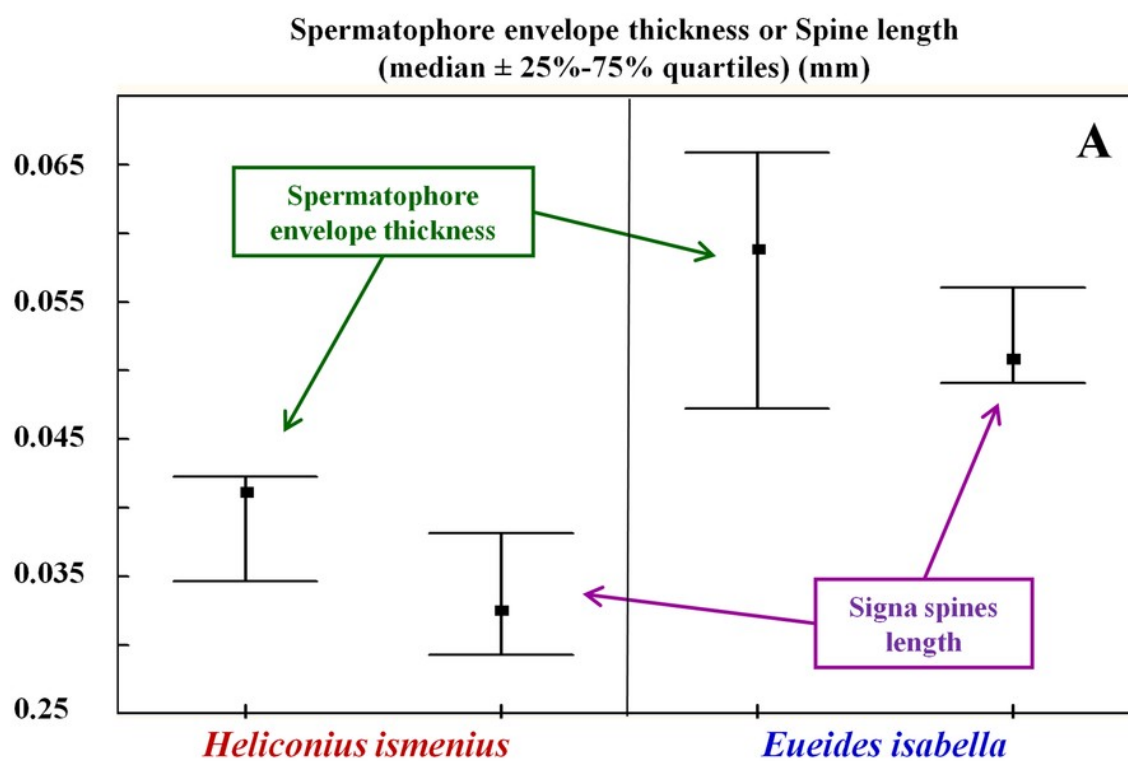 Spermatophore envelope thickness or Spine length
(median ± 25%-75% quartiles) (mm)
A
0.065
Spermatophore
envelope thickness
0.055
0.045
0.035
Signa spines
length
0.25
Heliconius ismenius
Eueides isabella